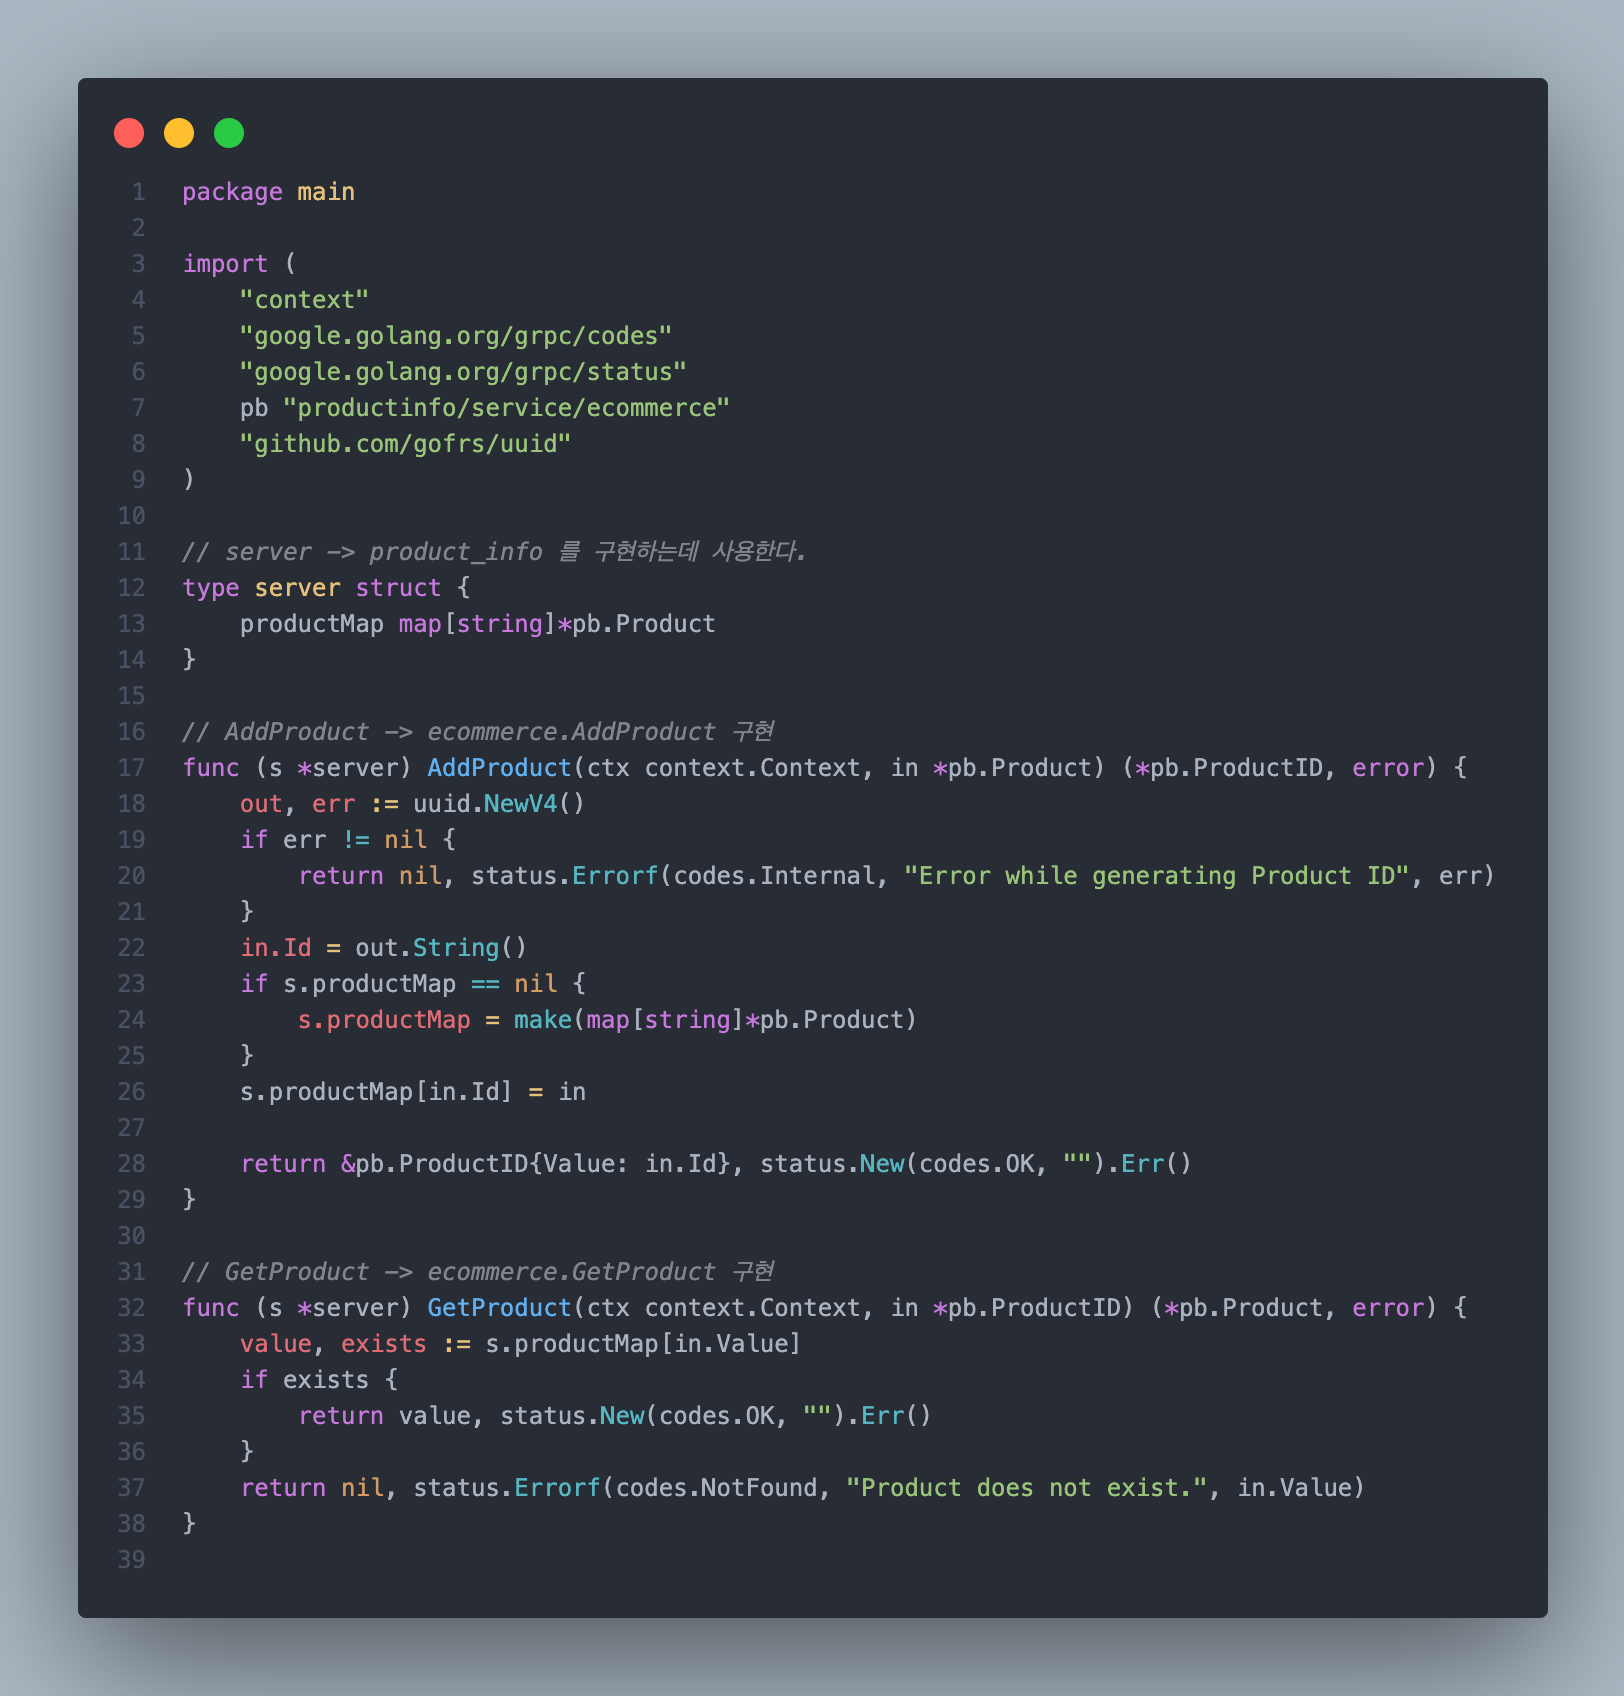 1 package main
2
3 import (
4     "context"
5     "google.golang.org/grpc/codes"
6     "google.golang.org/grpc/status"
7     pb "productinfo/service/ecommerce"
8     "github.com/gofrs/uuid"
9 )
10
11 // server -> product_info 를 구현하는데 사용한다.
12 type server struct {
13     productMap map[string]*pb.Product
14 }
15
16 // AddProduct -> ecommerce.AddProduct 구현
17 func (s *server) AddProduct(ctx context.Context, in *pb.Product) (*pb.ProductID, error) {
18     out, err := uuid.NewV4()
19     if err != nil {
20         return nil, status.Errorf(codes.Internal, "Error while generating Product ID", err)
21     }
22     in.Id = out.String()
23     if s.productMap == nil {
24         s.productMap = make(map[string]*pb.Product)
25     }
26     s.productMap[in.Id] = in
27
28     return &pb.ProductID{Value: in.Id}, status.New(codes.OK, "").Err()
29 }
30
31 // GetProduct -> ecommerce.GetProduct 구현
32 func (s *server) GetProduct(ctx context.Context, in *pb.ProductID) (*pb.Product, error) {
33     value, exists := s.productMap[in.Value]
34     if exists {
35         return value, status.New(codes.OK, "").Err()
36     }
37     return nil, status.Errorf(codes.NotFound, "Product does not exist.", in.Value)
38 }
39